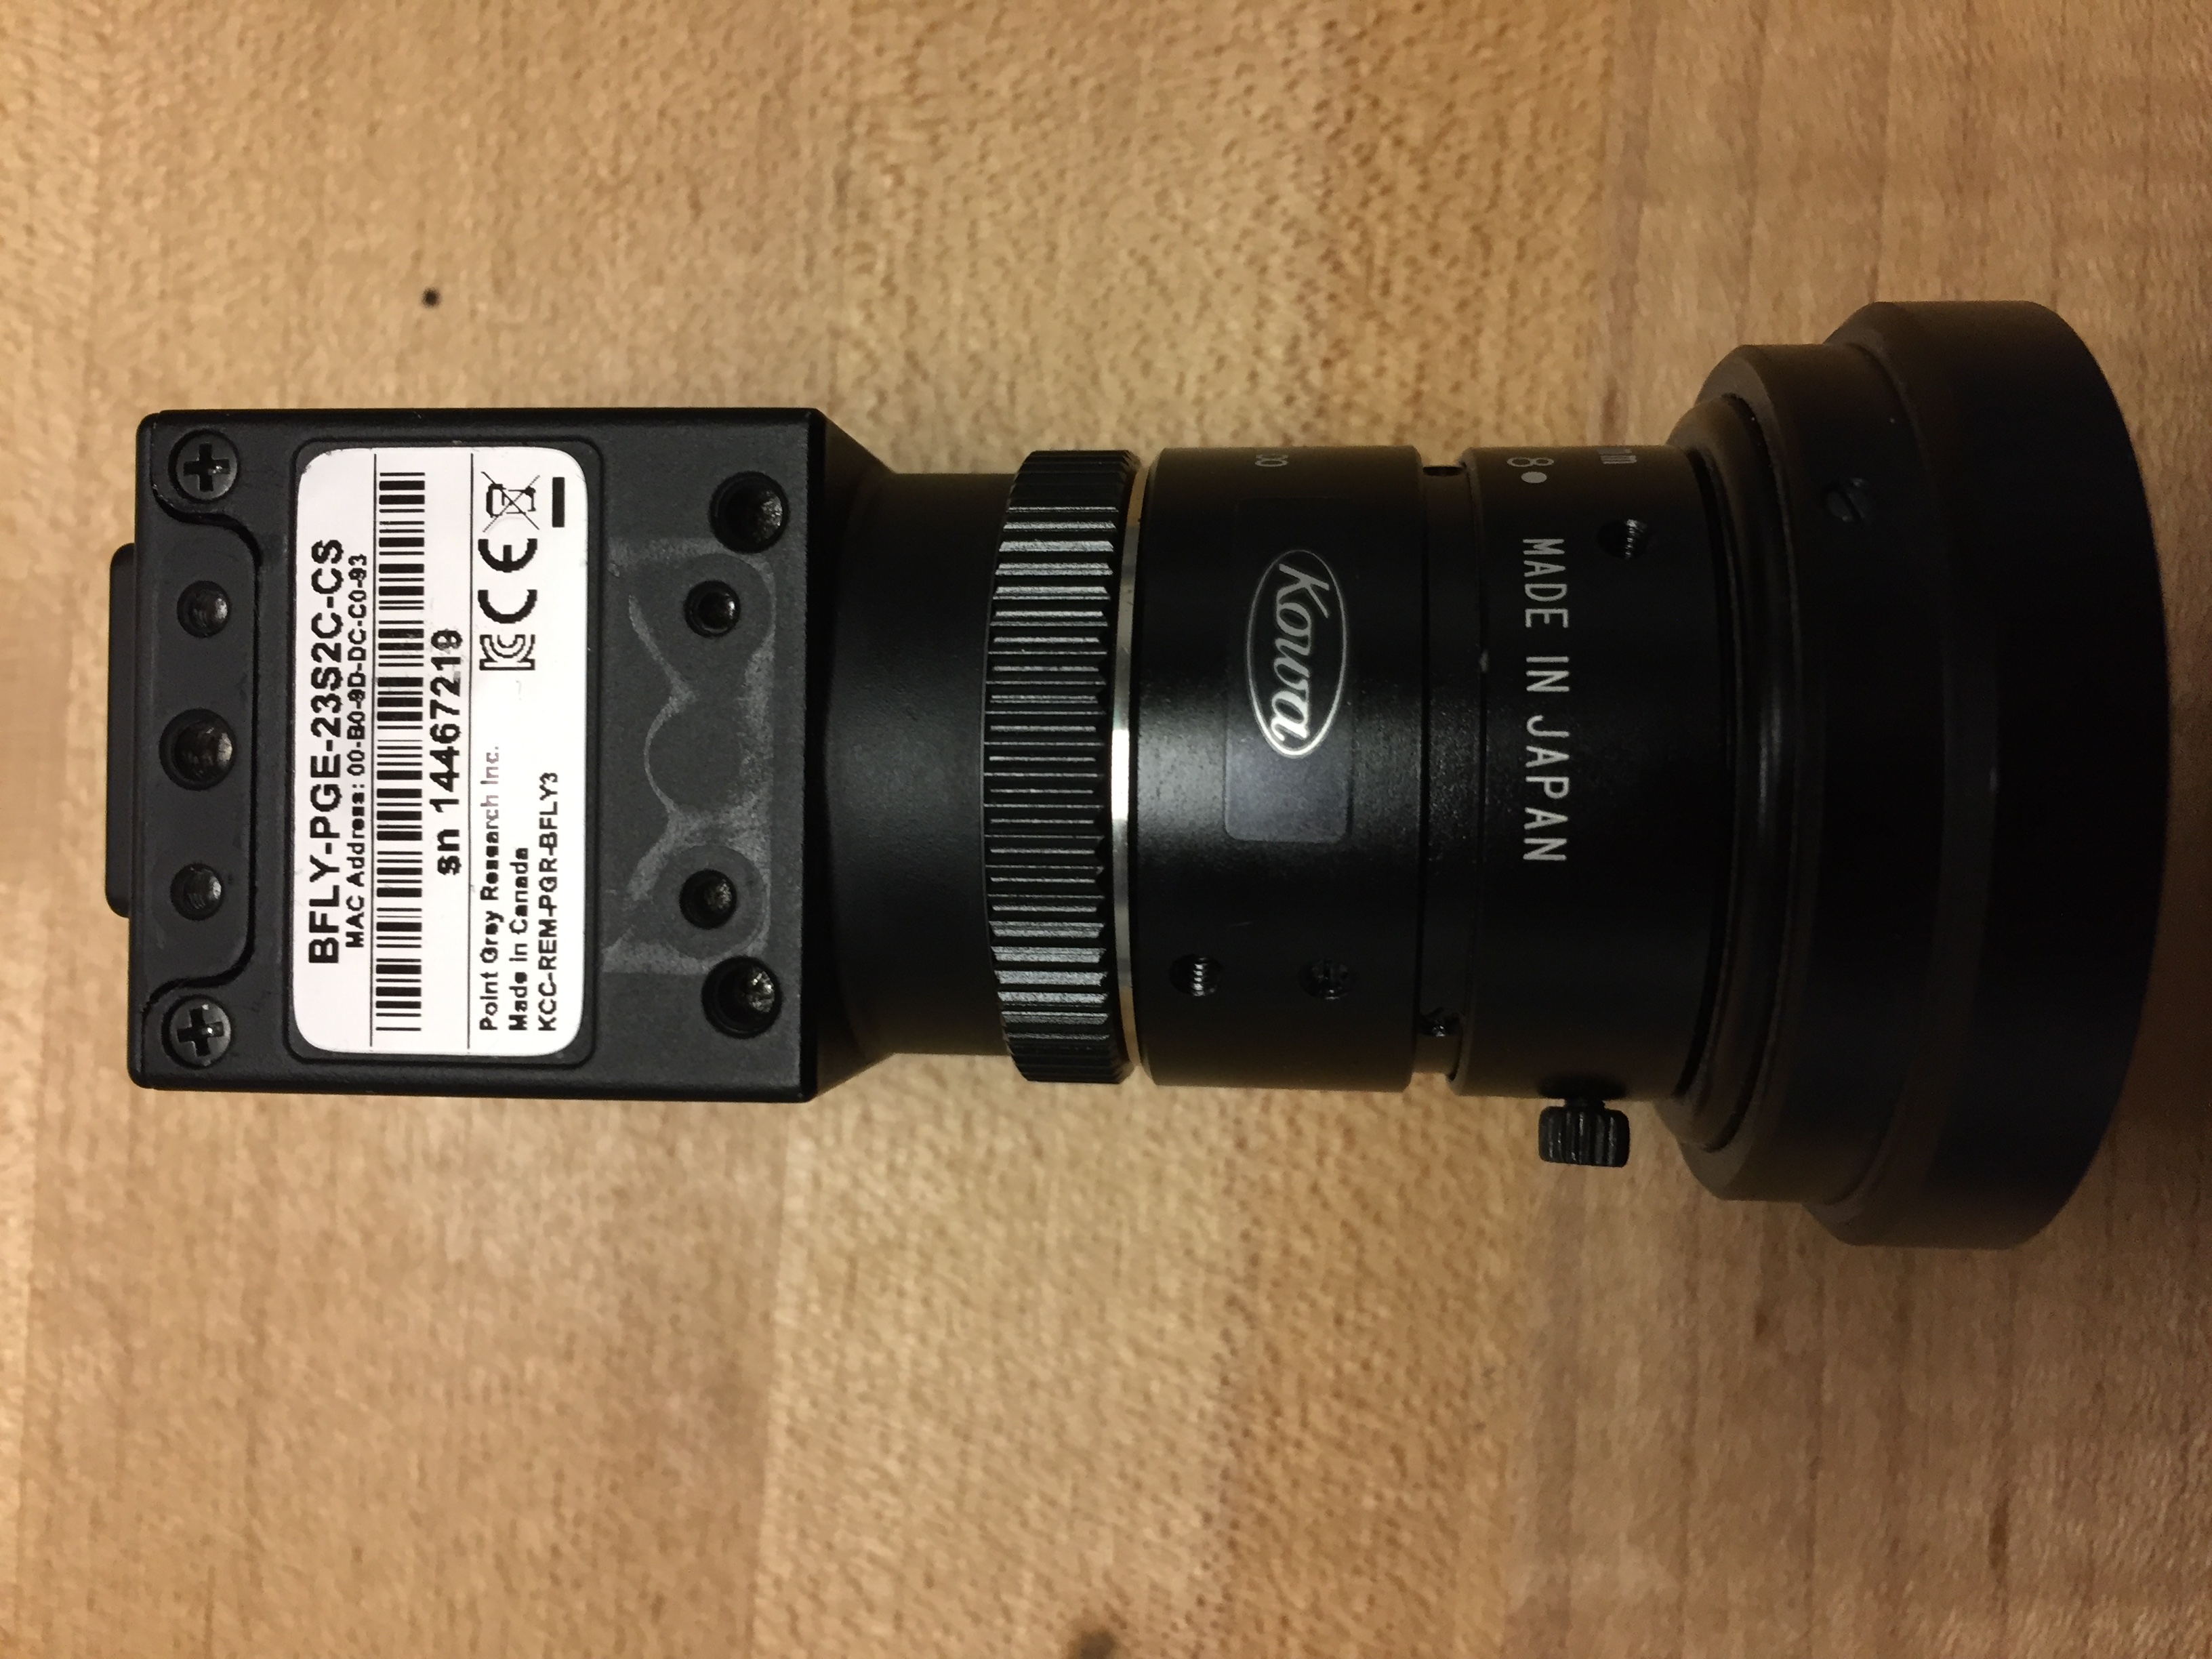 BFLY-PGE-23S2C-CS
MAC Address: 00-B0-9D-DC-C0-93
sn 14467219
Point Grey Research Inc.
Made in Canada
KCC-REM-PGR-BFLY3
CE
Kowa
∞
MADE IN JAPAN
8
m